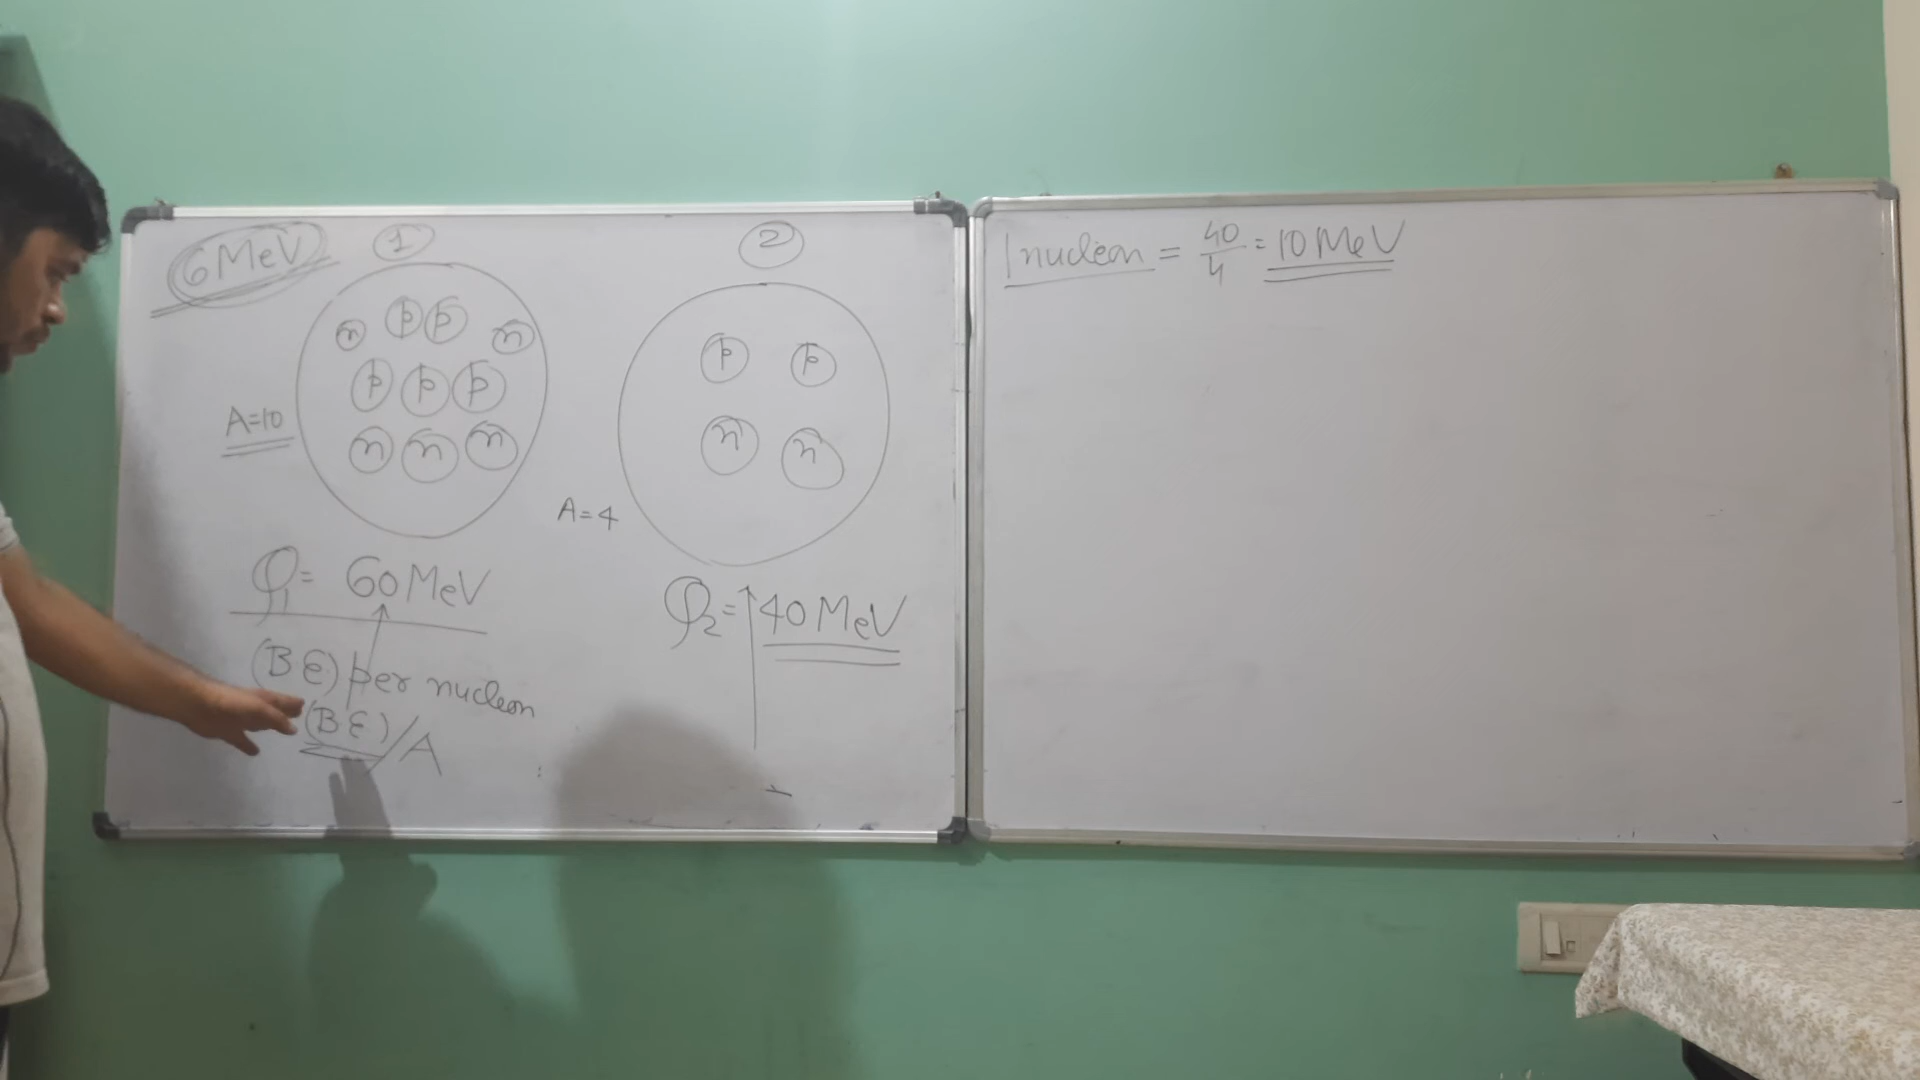 6 MeV
1
n p p n
p p p
n n n
A=10
Q1 = 60 MeV
(BE) per nucleon
(BE)/A
2
p p
n n
A=4
Q2 = 40 MeV
1 nucleon = 40/4 = 10 MeV